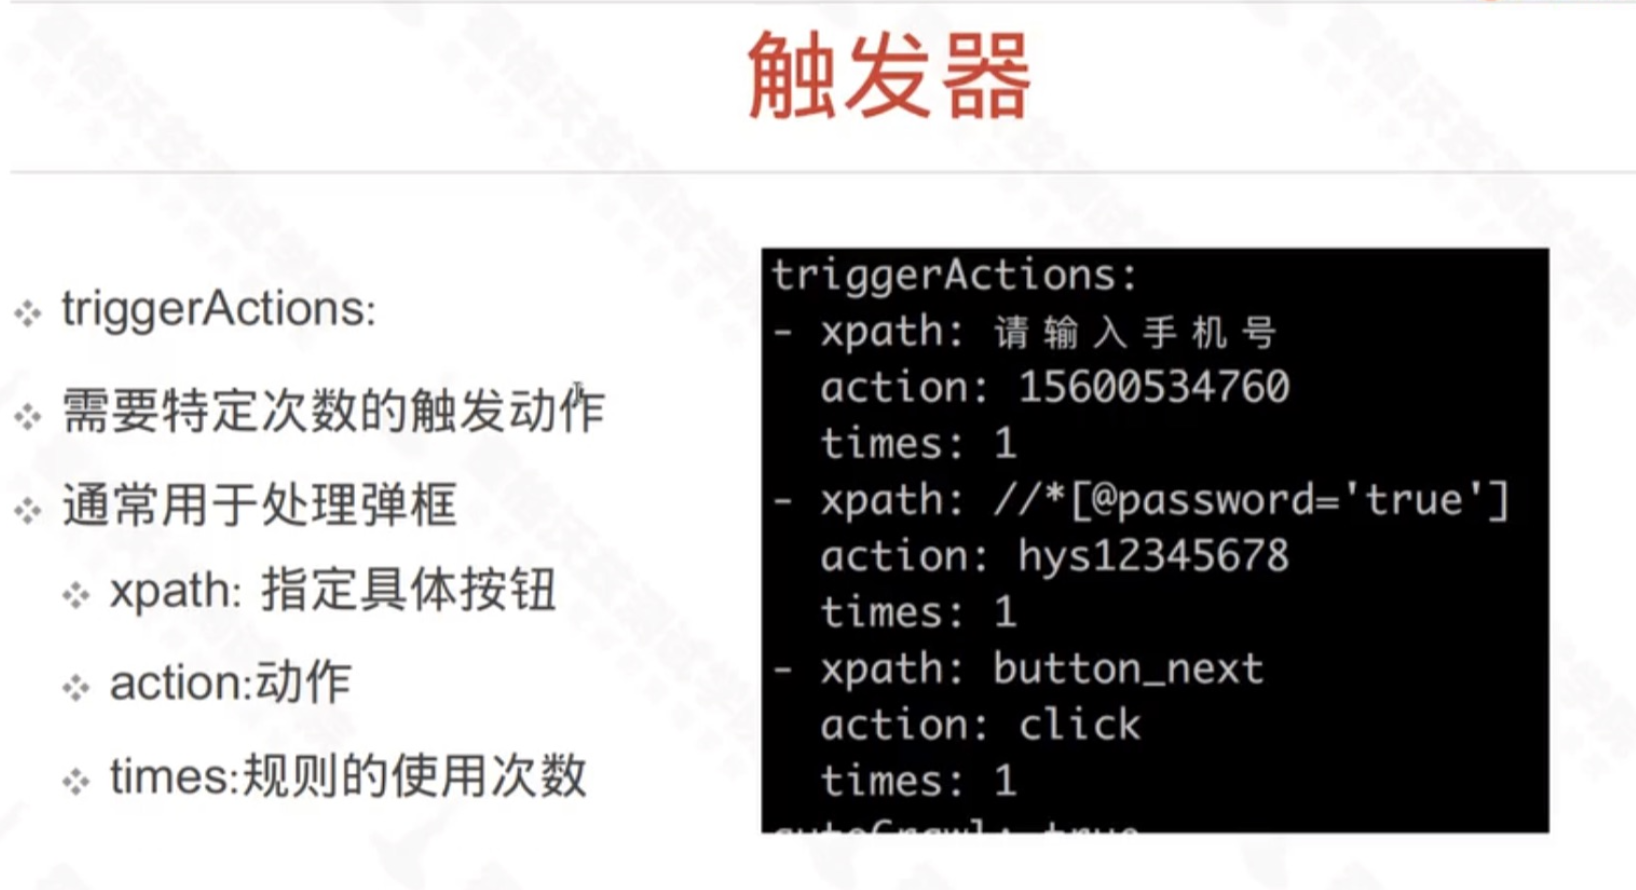 触发器
triggerActions:
需要特定次数的触发动作
通常用于处理弹框
xpath: 指定具体按钮
action:动作
times:规则的使用次数
triggerActions:
- xpath: 请输入手机号
action: 15600534760
times: 1
- xpath: //*[@password='true']
action: hys12345678
times: 1
- xpath: button_next
action: click
times: 1
autoCrawl: true